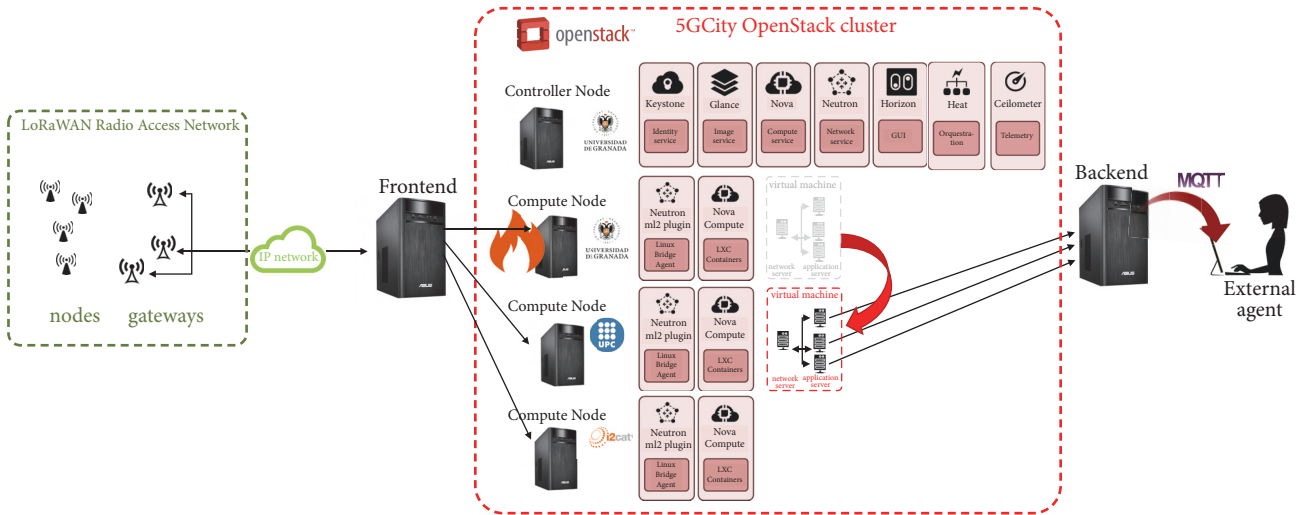 openstack™
5GCity OpenStack cluster
LoRaWAN Radio Access Network
nodes
gateways
IP network
Frontend
ASUS
Controller Node
UNIVERSIDAD
DE GRANADA
Keystone
Identity
service
Glance
Image
service
Nova
Compute
service
Neutron
Network
service
Horizon
GUI
Heat
Orquestra-
tion
Ceilometer
Telemetry
Compute Node
UNIVERSIDAD
DE GRANADA
Neutron
ml2 plugin
Linux
Bridge
Agent
Nova
Compute
LXC
Containers
virtual machine
network
server
application
server
Compute Node
UPC
Neutron
ml2 plugin
Linux
Bridge
Agent
Nova
Compute
LXC
Containers
virtual machine
network
server
application
server
Compute Node
i2cat
Neutron
ml2 plugin
Linux
Bridge
Agent
Nova
Compute
LXC
Containers
Backend
ASUS
MQTT
External
agent